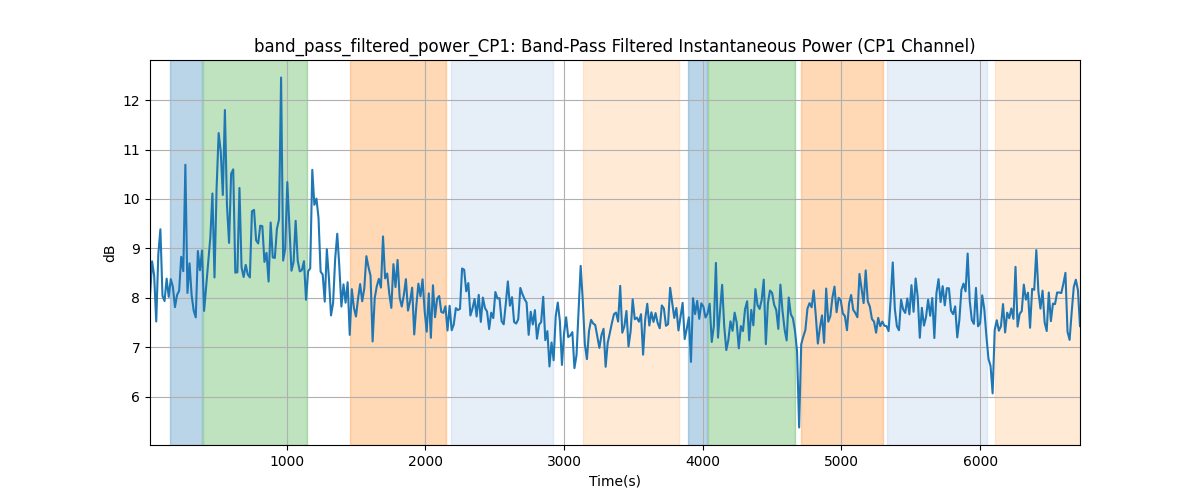 band_pass_filtered_power_CP1: Band-Pass Filtered Instantaneous Power (CP1 Channel)
12
11
10
9
8
7
6
dB
1000 2000 3000 4000 5000 6000
Time(s)